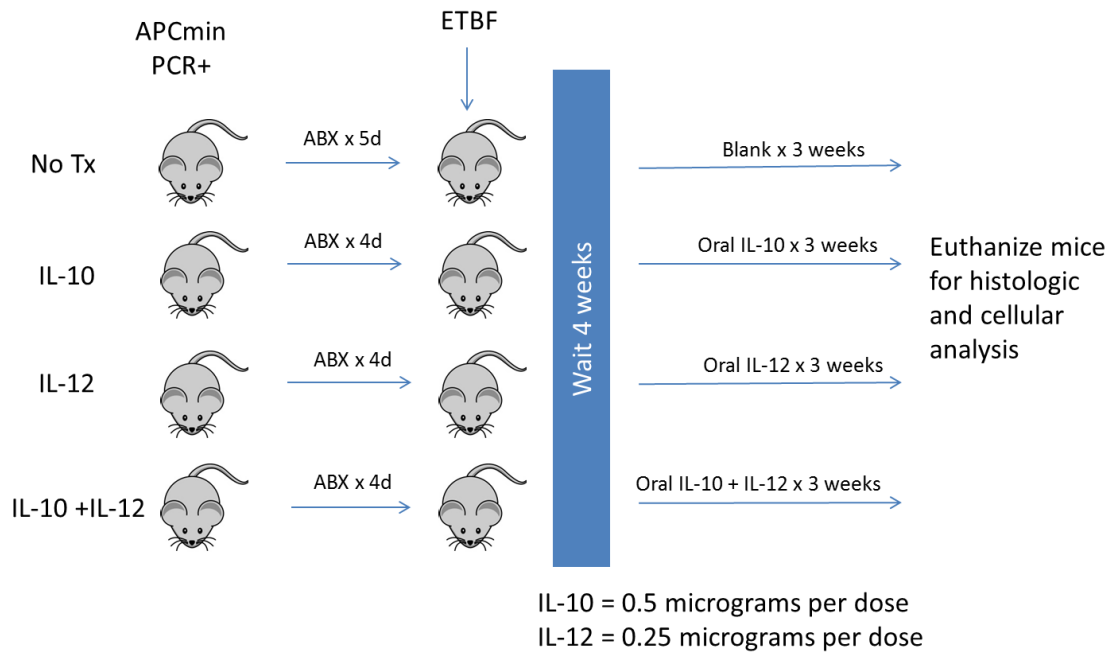 APCmin
PCR+
ETBF
No Tx
ABX x 5d
Blank x 3 weeks
IL-10
ABX x 4d
Oral IL-10 x 3 weeks
IL-12
ABX x 4d
Oral IL-12 x 3 weeks
IL-10 +IL-12
ABX x 4d
Oral IL-10 + IL-12 x 3 weeks
Wait 4 weeks
Euthanize mice
for histologic
and cellular
analysis
IL-10 = 0.5 micrograms per dose
IL-12 = 0.25 micrograms per dose